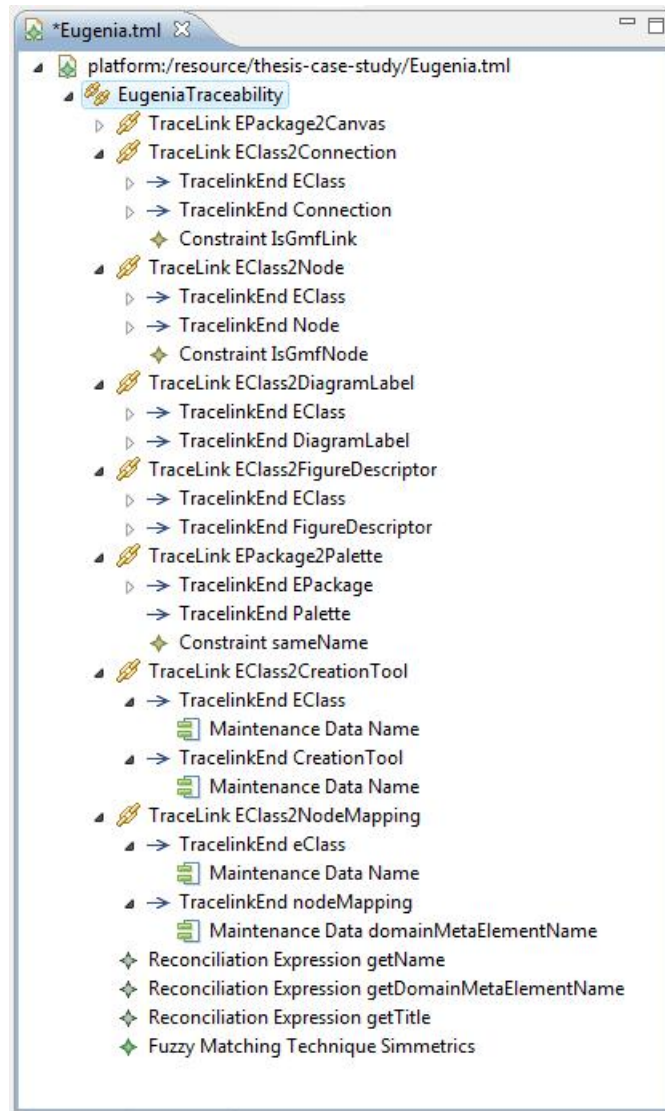 *Eugenia.tml
platform:/resource/thesis-case-study/Eugenia.tml
EugeniaTraceability
TraceLink EPackage2Canvas
TraceLink EClass2Connection
TracelinkEnd EClass
TracelinkEnd Connection
Constraint IsGmfLink
TraceLink EClass2Node
TracelinkEnd EClass
TracelinkEnd Node
Constraint IsGmfNode
TraceLink EClass2DiagramLabel
TracelinkEnd EClass
TracelinkEnd DiagramLabel
TraceLink EClass2FigureDescriptor
TracelinkEnd EClass
TracelinkEnd FigureDescriptor
TraceLink EPackage2Palette
TracelinkEnd EPackage
TracelinkEnd Palette
Constraint sameName
TraceLink EClass2CreationTool
TracelinkEnd EClass
Maintenance Data Name
TracelinkEnd CreationTool
Maintenance Data Name
TraceLink EClass2NodeMapping
TracelinkEnd eClass
Maintenance Data Name
TracelinkEnd nodeMapping
Maintenance Data domainMetaElementName
Reconciliation Expression getName
Reconciliation Expression getDomainMetaElementName
Reconciliation Expression getTitle
Fuzzy Matching Technique Simmetrics